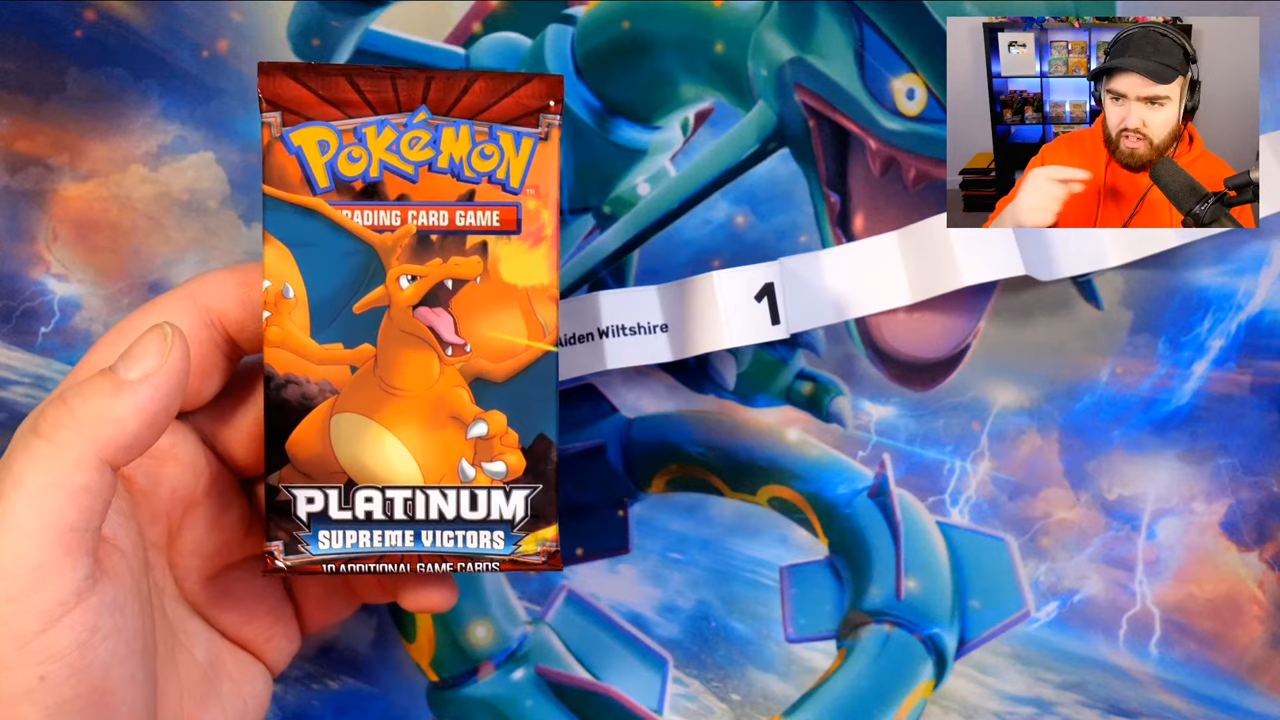 POKéMON
TRADING CARD GAME
PLATINUM
SUPREME VICTORS
10 ADDITIONAL GAME CARDS
Aiden Wiltshire
1